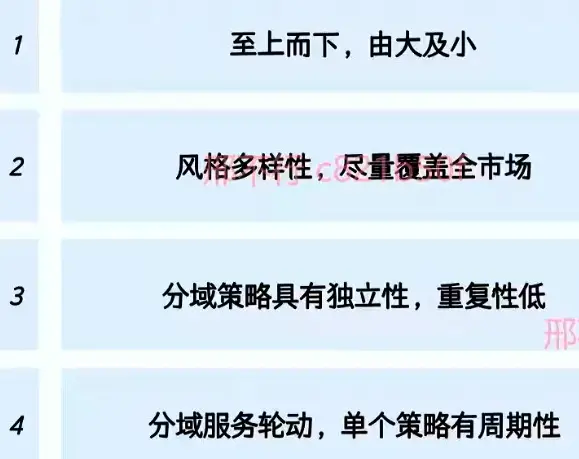 1 至上而下，由大及小
2 风格多样性，尽量覆盖全市场
3 分域策略具有独立性，重复性低
4 分域服务轮动，单个策略有周期性